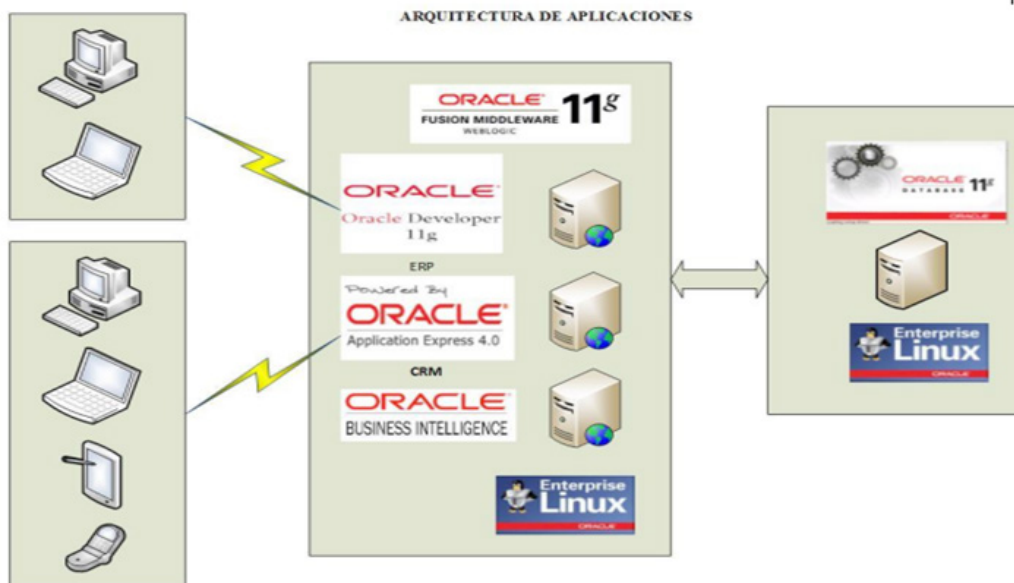 ARQUITECTURA DE APLICACIONES
ORACLE
FUSION MIDDLEWARE
WEBLOGIC
11g
ORACLE
Oracle Developer
11g
ERP
Powered By
ORACLE
Application Express 4.0
CRM
ORACLE
BUSINESS INTELLIGENCE
Enterprise
Linux
ORACLE
ORACLE
DATABASE 11g
ORACLE
Enterprise
Linux
ORACLE